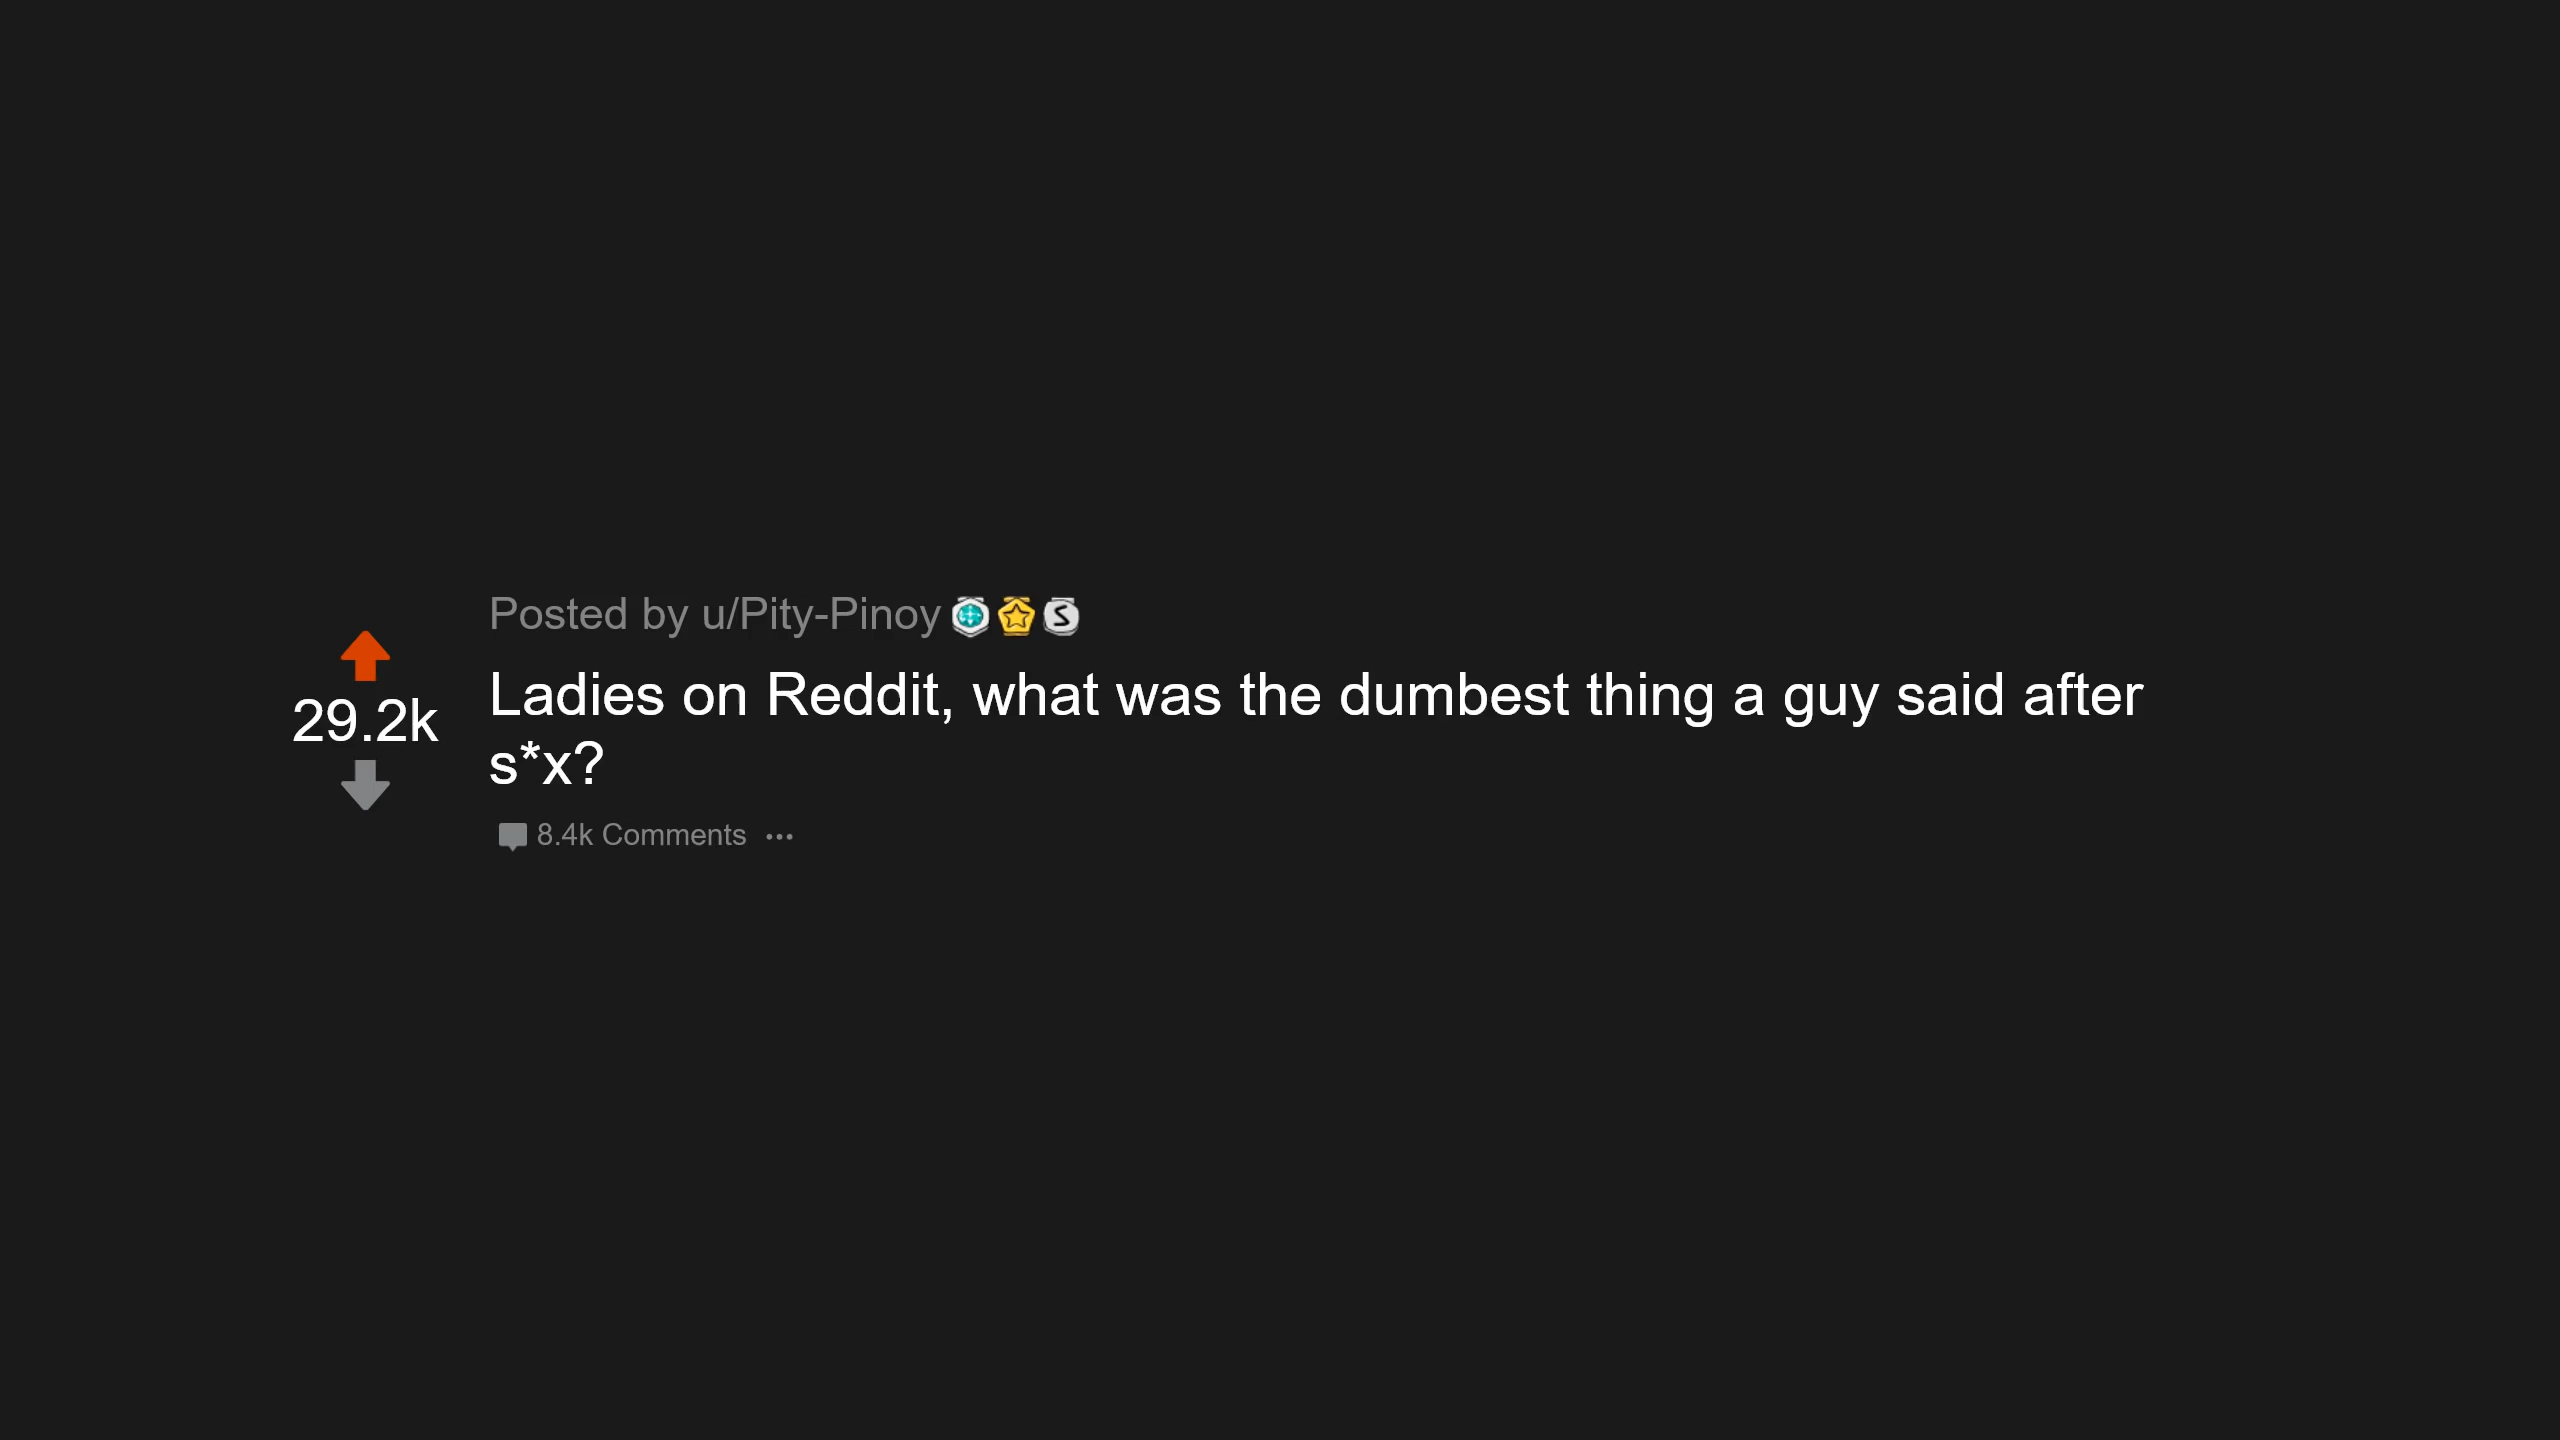 Posted by u/Pity-Pinoy
29.2k
Ladies on Reddit, what was the dumbest thing a guy said after
s*x?
8.4k Comments